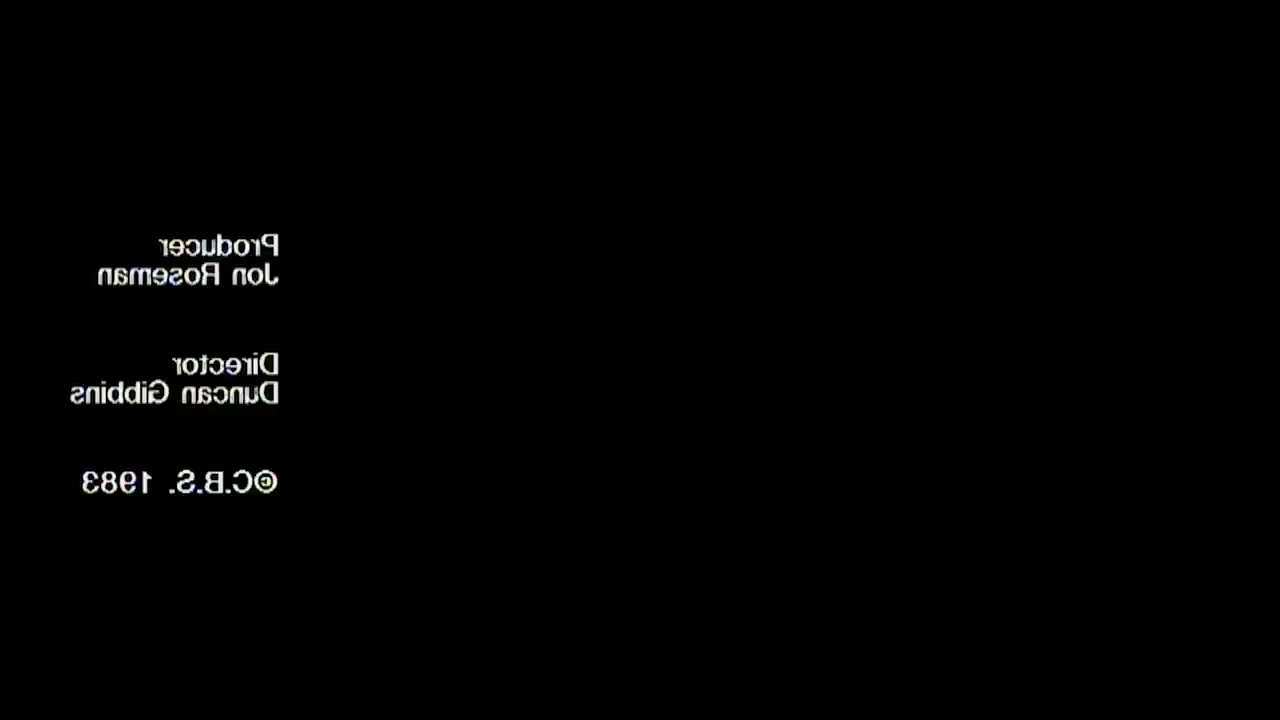 Producer
Jon Roseman
Director
Duncan Gibbins
©C.B.S. 1983